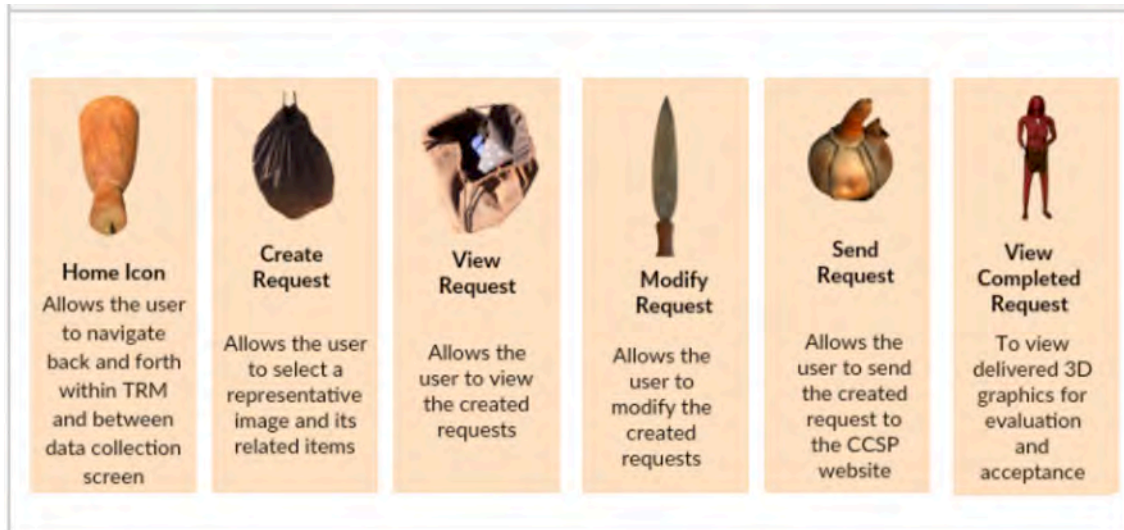 Home Icon
Allows the user
to navigate
back and forth
within TRM
and between
data collection
screen
Create
Request
Allows the user
to select a
representative
image and its
related items
View
Request
Allows the
user to view
the created
requests
Modify
Request
Allows the
user to
modify the
created
requests
Send
Request
Allows the
user to send
the created
request to
the CCSP
website
View
Completed
Request
To view
delivered 3D
graphics for
evaluation
and
acceptance